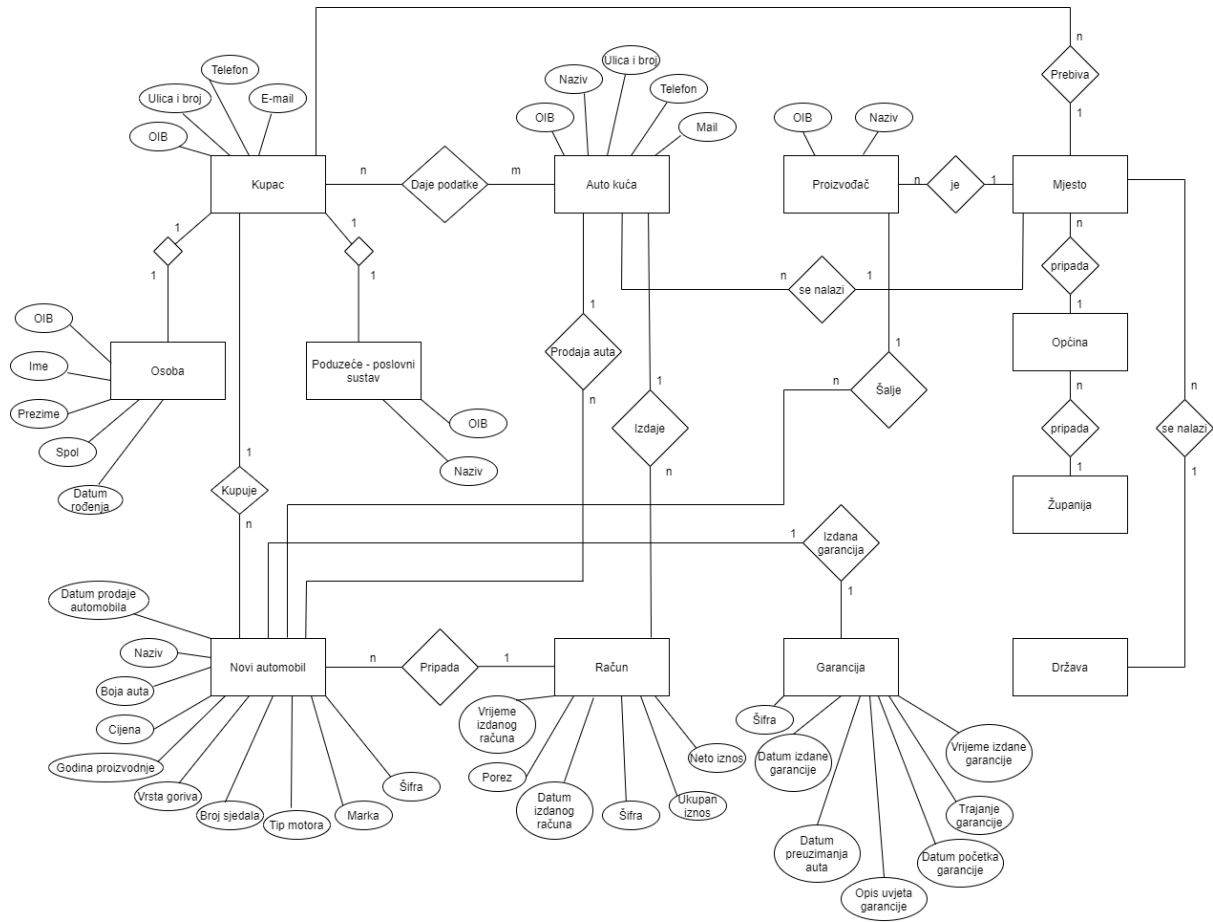 n
Prebiva
1
Telefon
Ulica i broj
E-mail
OIB
Kupac
n
Daje podatke
m
Naziv
Ulica i broj
Telefon
OIB
Mail
Auto kuća
OIB
Naziv
Proizvođač
n
je
1
Mjesto
1
1
1
1
n
pripada
1
Općina
n
pripada
1
Županija
n
se nalazi
1
Država
n
se nalazi
1
1
Prodaja auta
n
1
Izdaje
n
1
Šalje
n
OIB
Ime
Prezime
Spol
Datum
rođenja
Osoba
Poduzeće - poslovni
sustav
OIB
Naziv
1
Kupuje
n
1
Izdana
garancija
1
Datum prodaje
automobila
Naziv
Boja auta
Cijena
Godina proizvodnje
Vrsta goriva
Broj sjedala
Tip motora
Marka
Šifra
Novi automobil
n
Pripada
1
Račun
Vrijeme
izdanog
računa
Porez
Datum
izdanog
računa
Šifra
Ukupan
iznos
Neto iznos
Garancija
Šifra
Datum izdane
garancije
Datum
preuzimanja
auta
Opis uvjeta
garancije
Datum početka
garancije
Trajanje
garancije
Vrijeme izdane
garancije